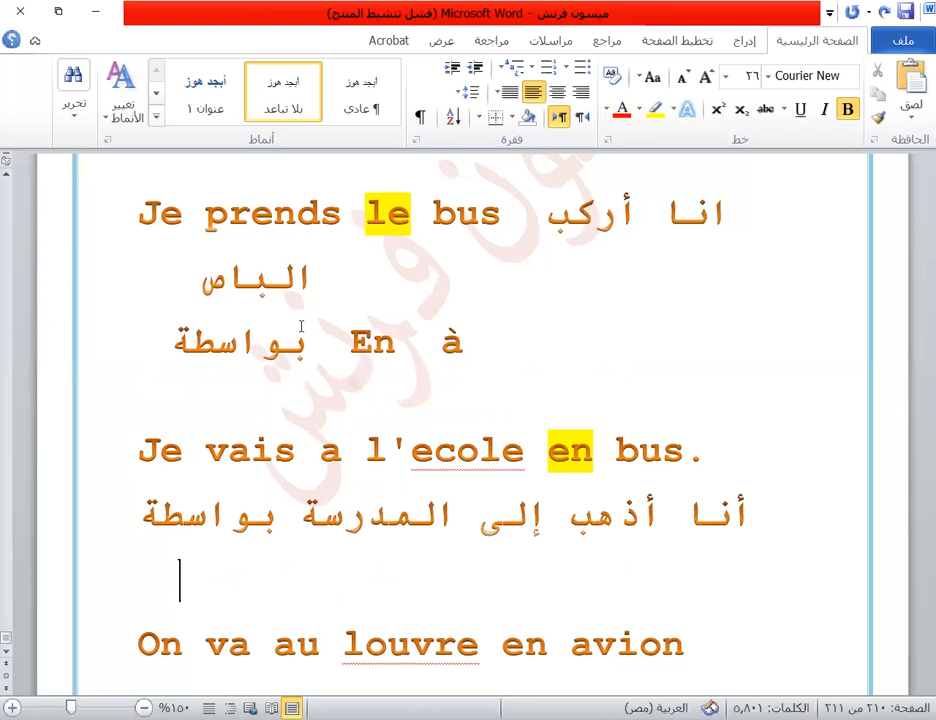 ميسون فرنش - Microsoft Word (فشل تنشيط المنتج)
ملف الصفحة الرئيسية إدراج تخطيط الصفحة مراجع مراسلات مراجعة عرض Acrobat
لصق
Courier New ٢٦
أبجد هوز أبجد هوز أبجد هوز
¶ عادي بلا تباعد عنوان ١
تغيير الأنماط
تحرير
الحافظة خط فقرة أنماط
Je prends le bus انا أركب
الباص
بواسطة En à
Je vais a l'ecole en bus.
أنا أذهب إلى المدرسة بواسطة
On va au louvre en avion
ميسون فرنش
الصفحة: ٢١٠ من ٢١١ الكلمات: ٥,٨٠١ العربية (مصر) ١٥٠%